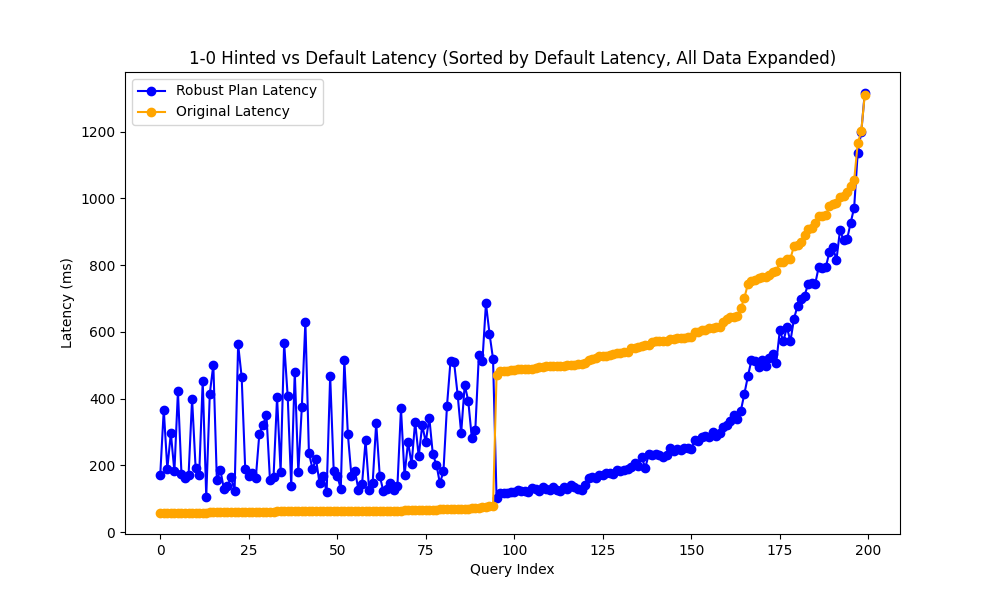 1-0 Hinted vs Default Latency (Sorted by Default Latency, All Data Expanded)
Robust Plan Latency
Original Latency
Latency (ms)
1200
1000
800
600
400
200
0
0 25 50 75 100 125 150 175 200
Query Index